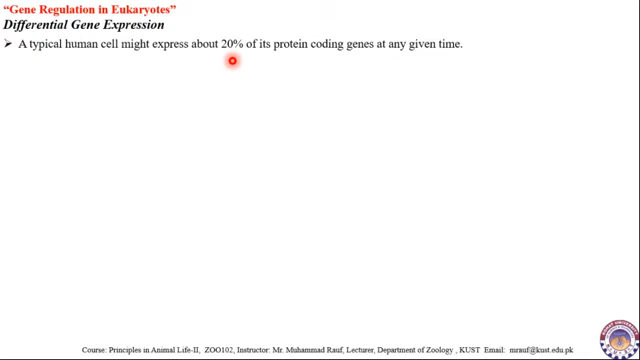 “Gene Regulation in Eukaryotes”
Differential Gene Expression
➢ A typical human cell might express about 20% of its protein coding genes at any given time.
Course: Principles in Animal Life-II, ZOO102, Instructor: Mr. Muhammad Rauf, Lecturer, Department of Zoology , KUST Email: mrauf@kust.edu.pk